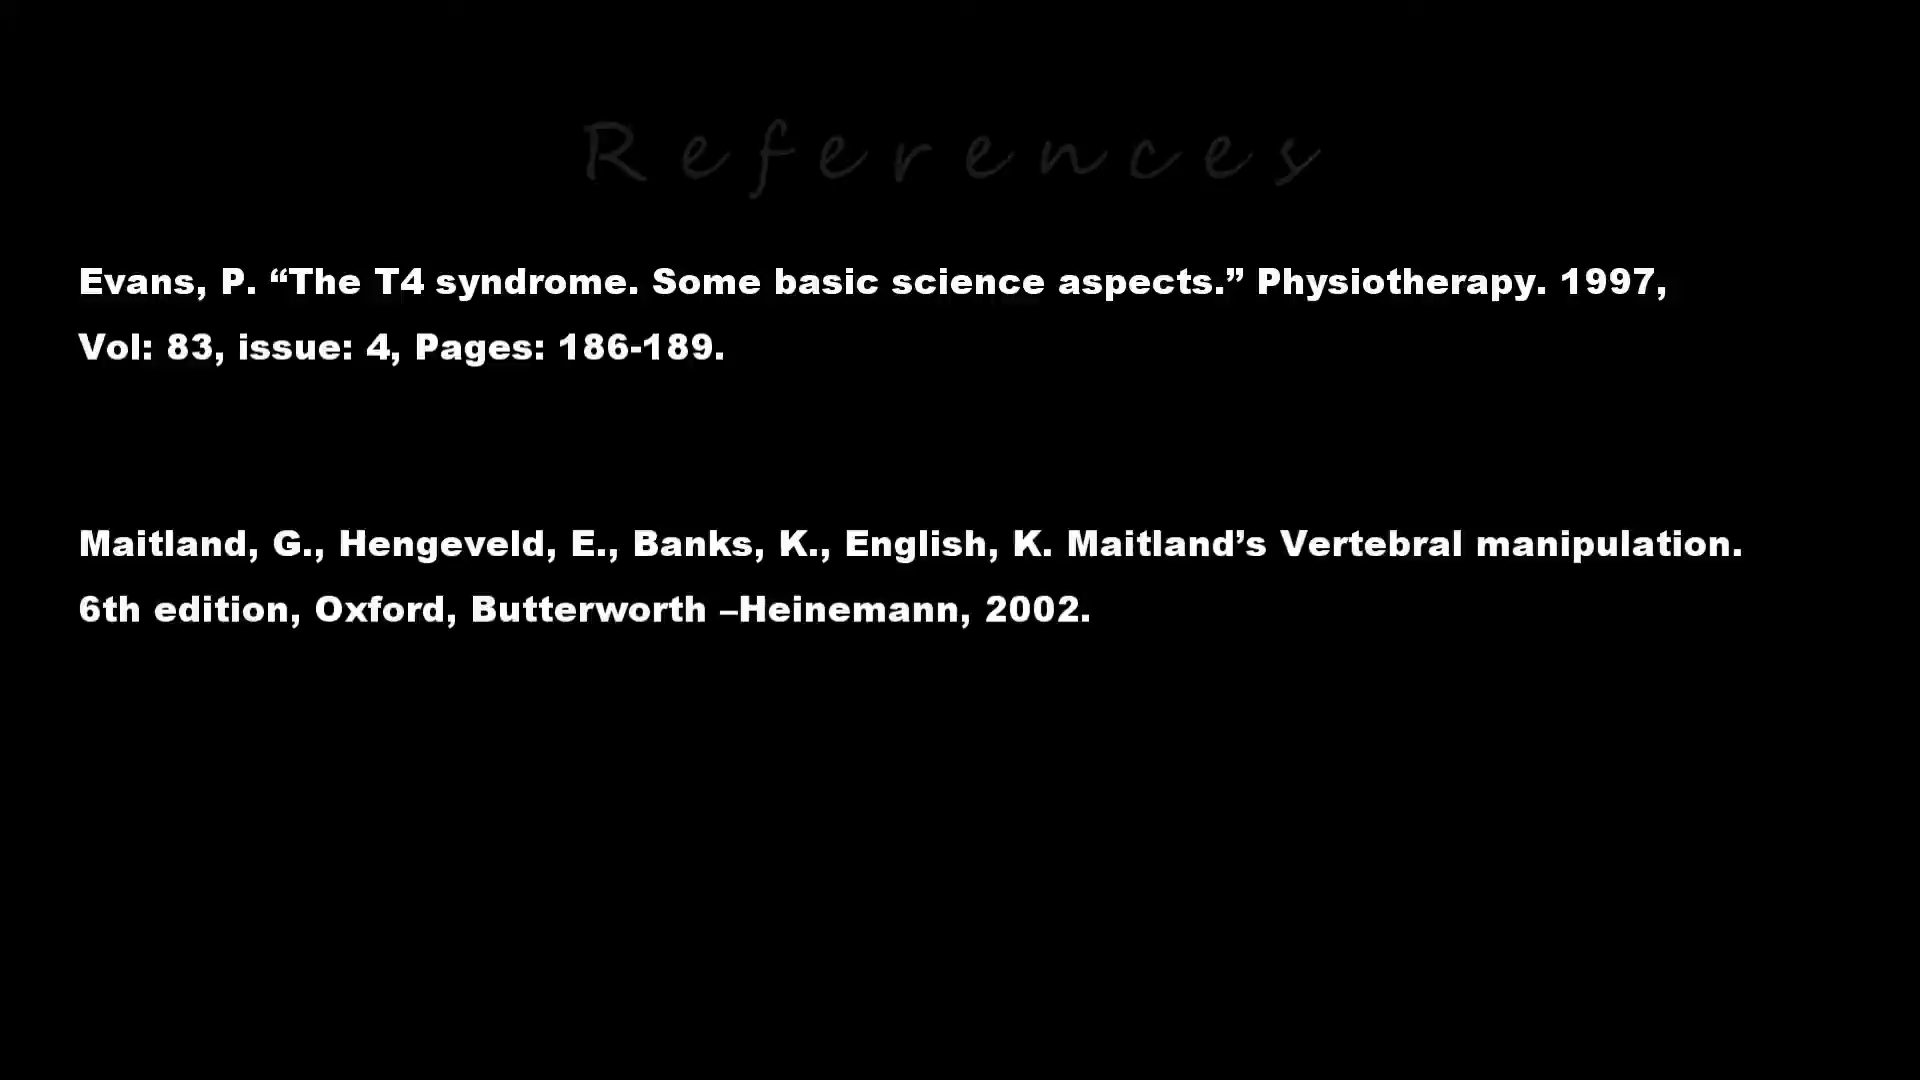 References
Evans, P. “The T4 syndrome. Some basic science aspects.” Physiotherapy. 1997,
Vol: 83, issue: 4, Pages: 186-189.
Maitland, G., Hengeveld, E., Banks, K., English, K. Maitland’s Vertebral manipulation.
6th edition, Oxford, Butterworth –Heinemann, 2002.